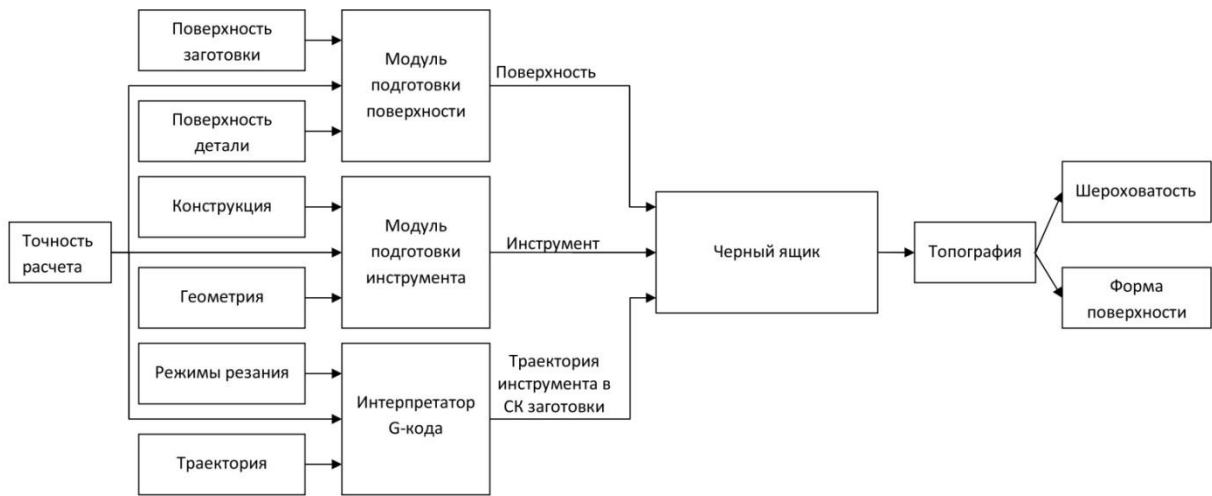 Поверхность
заготовки
Модуль
подготовки
поверхности
Поверхность
Поверхность
детали
Конструкция
Точность
расчета
Модуль
подготовки
инструмента
Инструмент
Геометрия
Черный ящик
Топография
Шероховатость
Форма
поверхности
Режимы резания
Интерпретатор
G-кода
Траектория
инструмента в
СК заготовки
Траектория